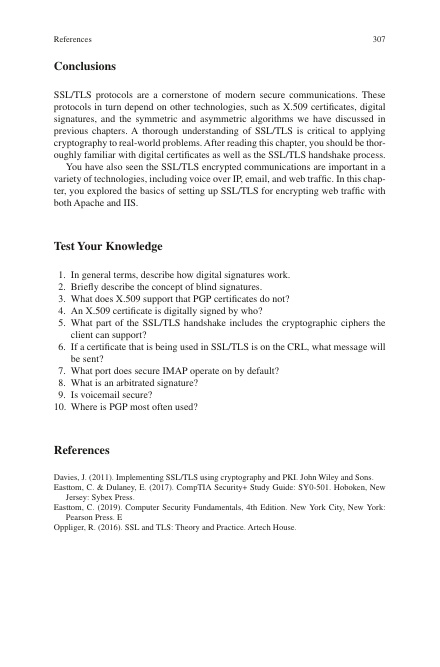 References 307
Conclusions
SSL/TLS protocols are a cornerstone of modern secure communications. These
protocols in turn depend on other technologies, such as X.509 certificates, digital
signatures, and the symmetric and asymmetric algorithms we have discussed in
previous chapters. A thorough understanding of SSL/TLS is critical to applying
cryptography to real-world problems. After reading this chapter, you should be thor-
oughly familiar with digital certificates as well as the SSL/TLS handshake process.
You have also seen the SSL/TLS encrypted communications are important in a
variety of technologies, including voice over IP, email, and web traffic. In this chap-
ter, you explored the basics of setting up SSL/TLS for encrypting web traffic with
both Apache and IIS.
Test Your Knowledge
1. In general terms, describe how digital signatures work.
2. Briefly describe the concept of blind signatures.
3. What does X.509 support that PGP certificates do not?
4. An X.509 certificate is digitally signed by who?
5. What part of the SSL/TLS handshake includes the cryptographic ciphers the
client can support?
6. If a certificate that is being used in SSL/TLS is on the CRL, what message will
be sent?
7. What port does secure IMAP operate on by default?
8. What is an arbitrated signature?
9. Is voicemail secure?
10. Where is PGP most often used?
References
Davies, J. (2011). Implementing SSL/TLS using cryptography and PKI. John Wiley and Sons.
Easttom, C. & Dulaney, E. (2017). CompTIA Security+ Study Guide: SY0-501. Hoboken, New
Jersey: Sybex Press.
Easttom, C. (2019). Computer Security Fundamentals, 4th Edition. New York City, New York:
Pearson Press. E
Oppliger, R. (2016). SSL and TLS: Theory and Practice. Artech House.